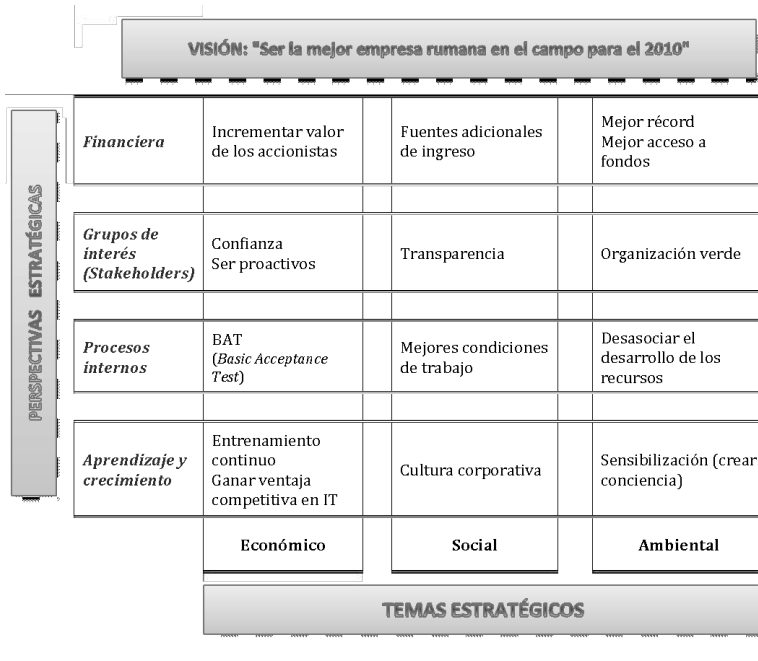 VISIÓN: "Ser la mejor empresa rumana en el campo para el 2010"
PERSPECTIVAS ESTRATÉGICAS
Financiera
Incrementar valor
de los accionistas
Fuentes adicionales
de ingreso
Mejor récord
Mejor acceso a
fondos
Grupos de
interés
(Stakeholders)
Confianza
Ser proactivos
Transparencia
Organización verde
Procesos
internos
BAT
(Basic Acceptance
Test)
Mejores condiciones
de trabajo
Desasociar el
desarrollo de los
recursos
Aprendizaje y
crecimiento
Entrenamiento
continuo
Ganar ventaja
competitiva en IT
Cultura corporativa
Sensibilización (crear
conciencia)
Económico
Social
Ambiental
TEMAS ESTRATÉGICOS